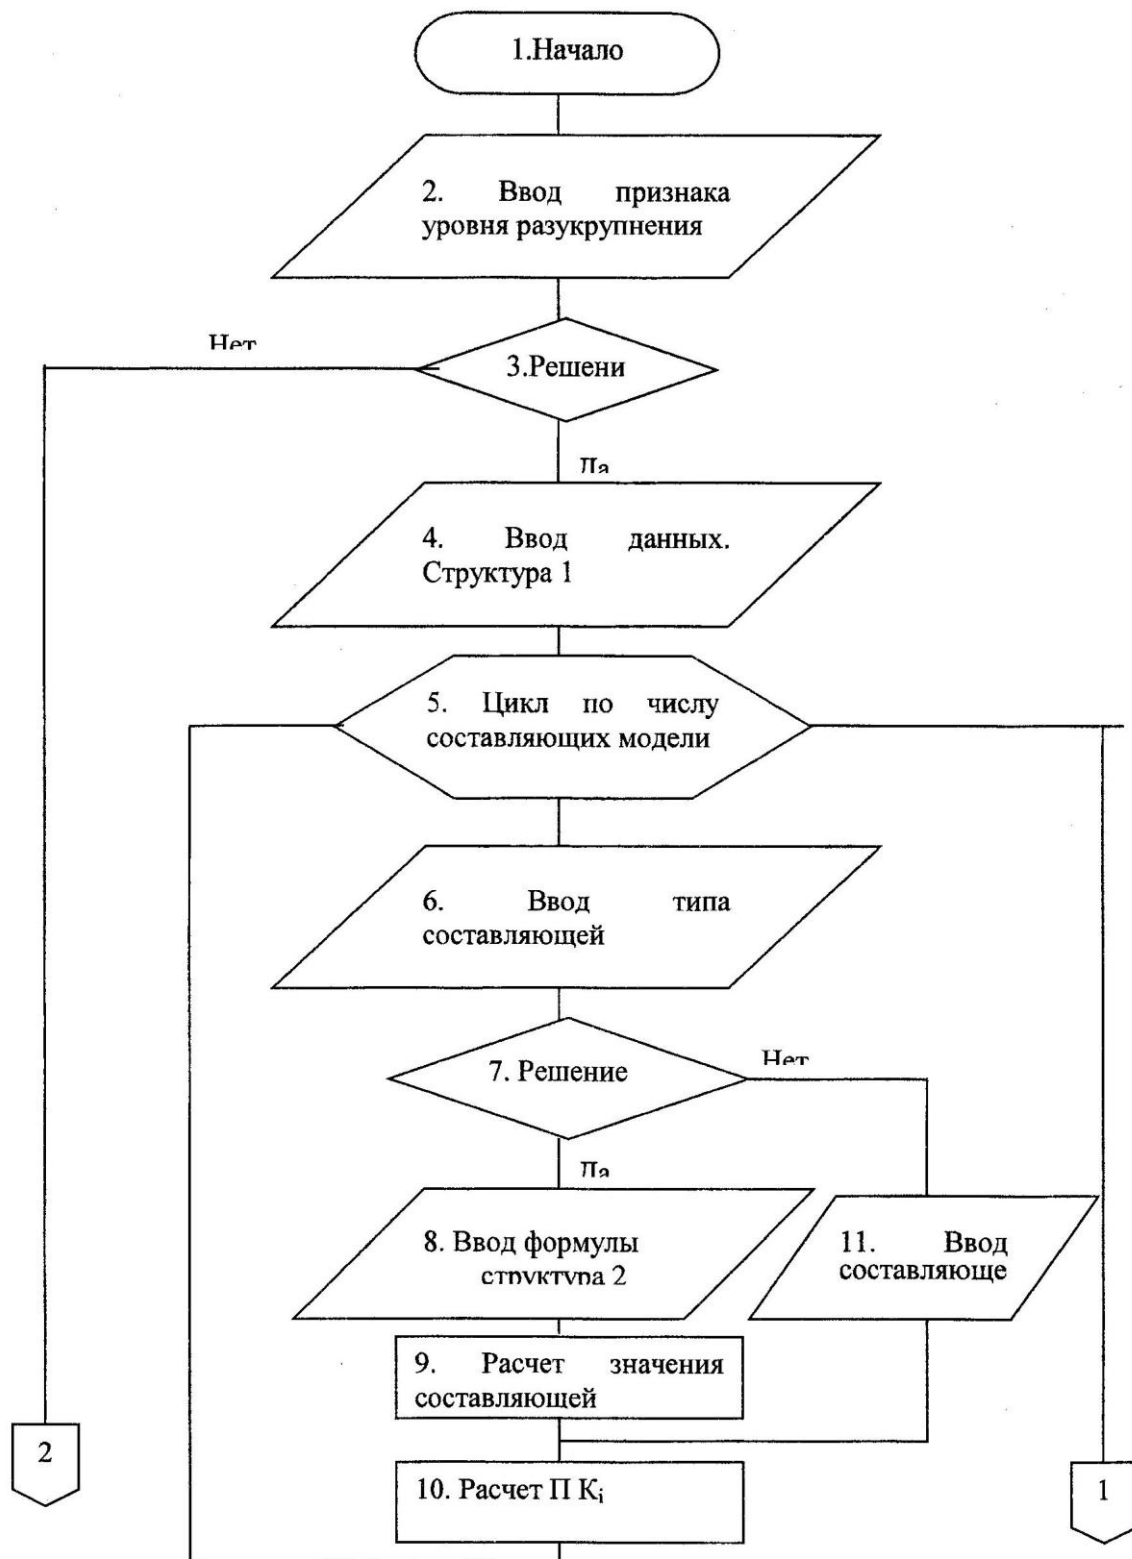 1.Начало
2. Ввод признака
уровня разукрупнения
Нет
3.Решени
Да
4. Ввод данных.
Структура 1
5. Цикл по числу
составляющих модели
6. Ввод типа
составляющей
7. Решение
Нет
Да
8. Ввод формулы
структура 2
11. Ввод
составляюще
9. Расчет значения
составляющей
2
10. Расчет П Kᵢ
1